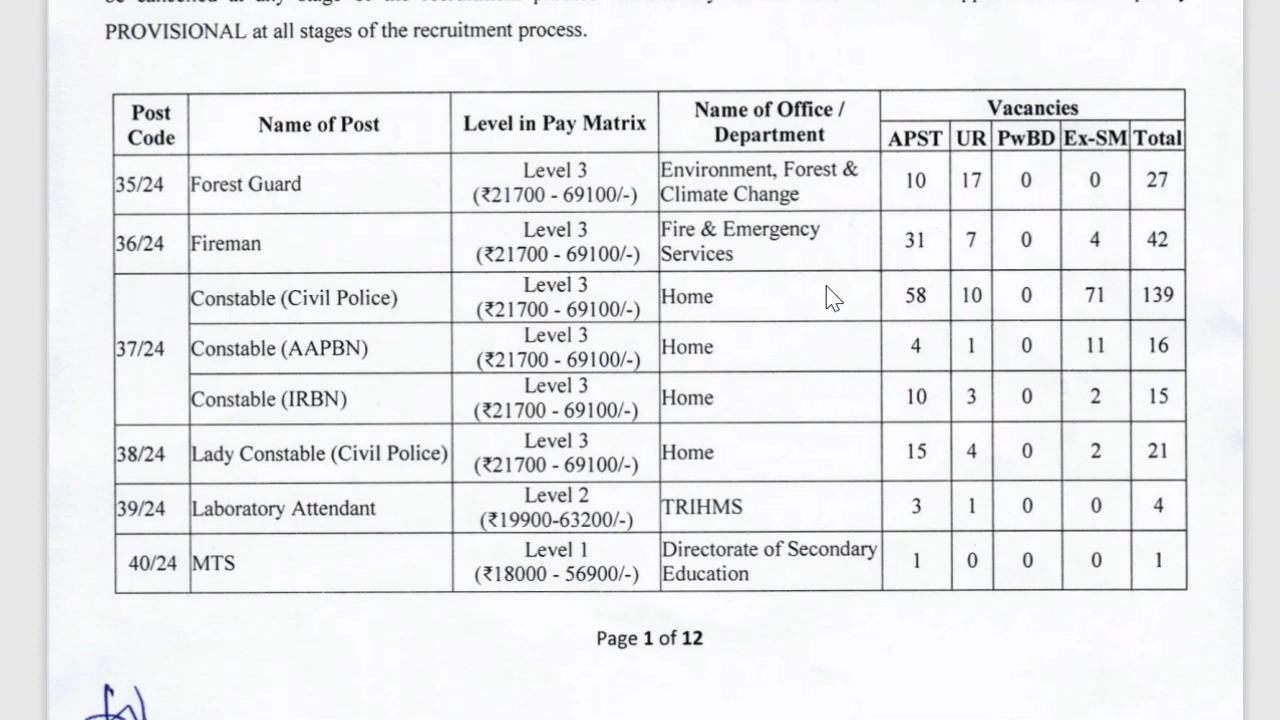 PROVISIONAL at all stages of the recruitment process.
Post Code Name of Post Level in Pay Matrix Name of Office / Department Vacancies
APST UR PwBD Ex-SM Total
35/24 Forest Guard Level 3 (₹21700 - 69100/-) Environment, Forest & Climate Change 10 17 0 0 27
36/24 Fireman Level 3 (₹21700 - 69100/-) Fire & Emergency Services 31 7 0 4 42
37/24 Constable (Civil Police) Level 3 (₹21700 - 69100/-) Home 58 10 0 71 139
Constable (AAPBN) Level 3 (₹21700 - 69100/-) Home 4 1 0 11 16
Constable (IRBN) Level 3 (₹21700 - 69100/-) Home 10 3 0 2 15
38/24 Lady Constable (Civil Police) Level 3 (₹21700 - 69100/-) Home 15 4 0 2 21
39/24 Laboratory Attendant Level 2 (₹19900-63200/-) TRIHMS 3 1 0 0 4
40/24 MTS Level 1 (₹18000 - 56900/-) Directorate of Secondary Education 1 0 0 0 1
Page 1 of 12